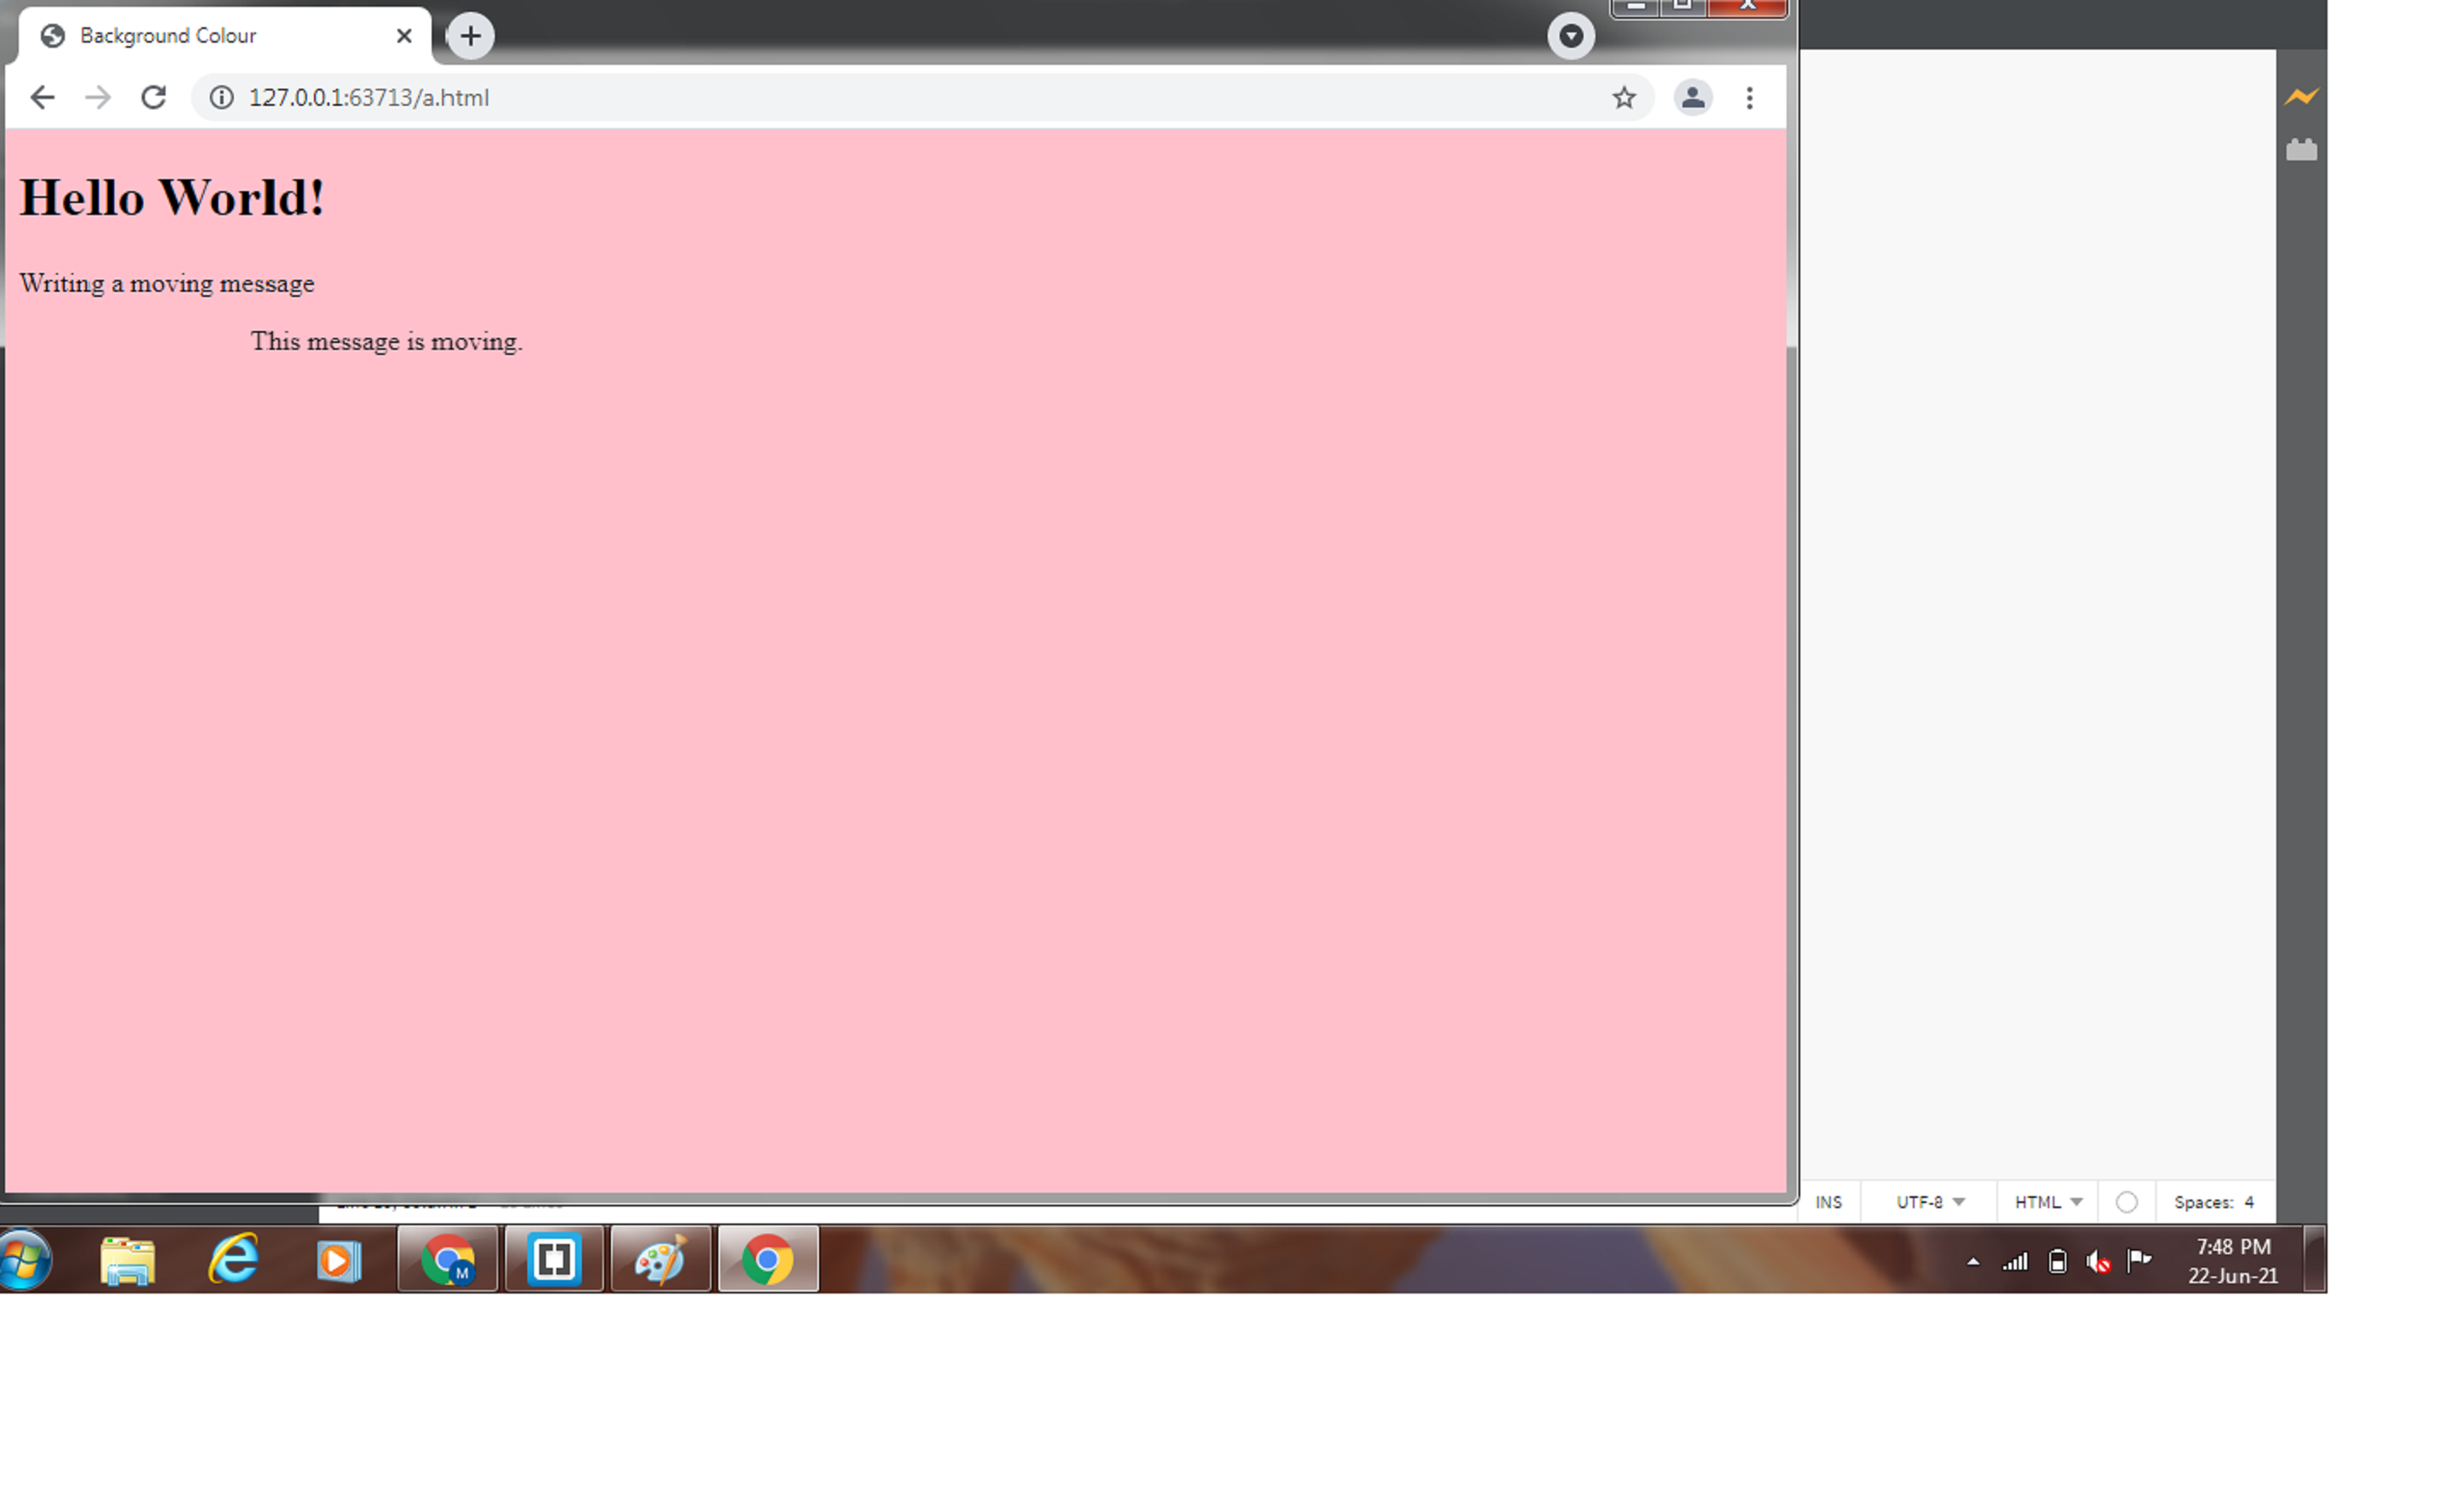 Background Colour
127.0.0.1:63713/a.html
Hello World!
Writing a moving message
This message is moving.
INS UTF-8 HTML Spaces: 4
M
7:48 PM
22-Jun-21